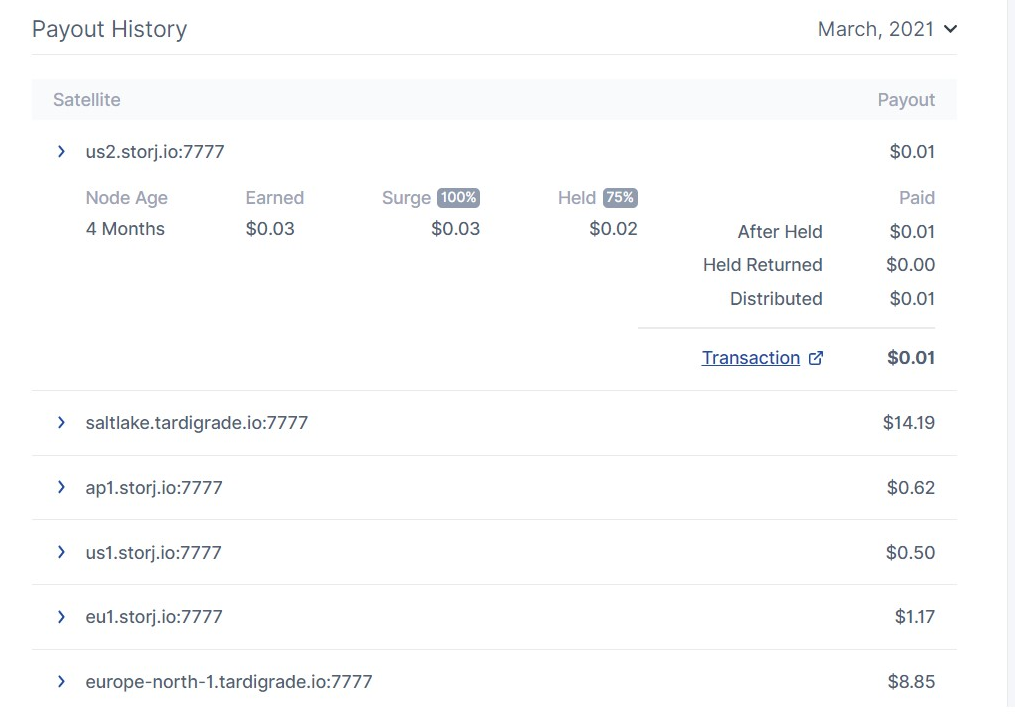 Payout History March, 2021
Satellite Payout
us2.storj.io:7777 $0.01
Node Age Earned Surge 100% Held 75% Paid
4 Months $0.03 $0.03 $0.02
After Held $0.01
Held Returned $0.00
Distributed $0.01
Transaction $0.01
saltlake.tardigrade.io:7777 $14.19
ap1.storj.io:7777 $0.62
us1.storj.io:7777 $0.50
eu1.storj.io:7777 $1.17
europe-north-1.tardigrade.io:7777 $8.85